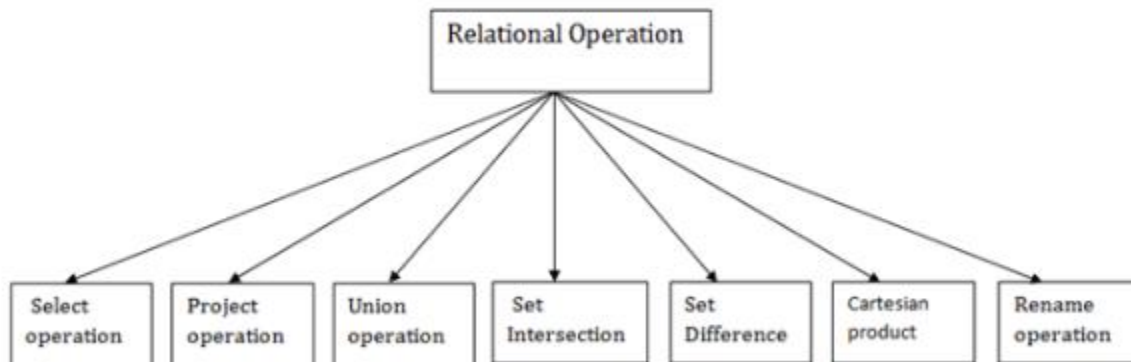 Relational Operation
Select
operation
Project
operation
Union
operation
Set
Intersection
Set
Difference
Cartesian
product
Rename
operation